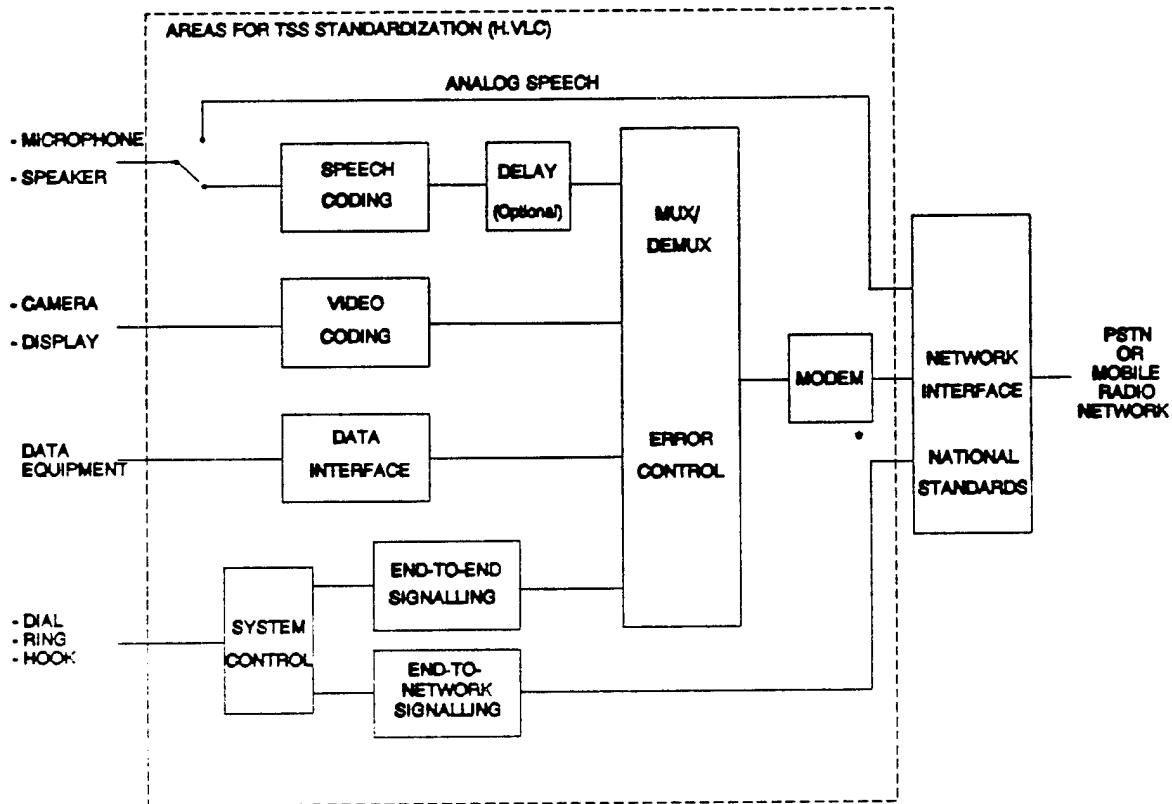 AREAS FOR TSS STANDARDIZATION (H.VLC)
ANALOG SPEECH
- MICROPHONE
- SPEAKER
SPEECH
CODING
DELAY
(Optional)
MUX/
DEMUX
- CAMERA
- DISPLAY
VIDEO
CODING
MODEM
*
NETWORK
INTERFACE
NATIONAL
STANDARDS
PSTN
OR
MOBILE
RADIO
NETWORK
DATA
EQUIPMENT
DATA
INTERFACE
ERROR
CONTROL
- DIAL
- RING
- HOOK
SYSTEM
CONTROL
END-TO-END
SIGNALLING
END-TO-
NETWORK
SIGNALLING